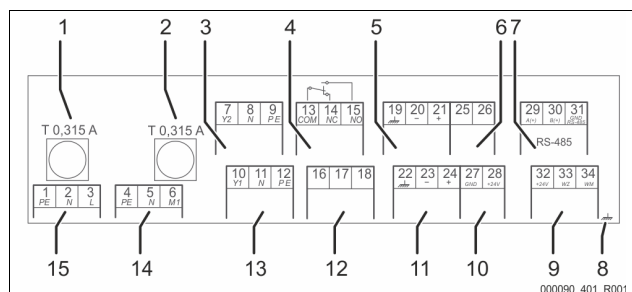 1 2 3 4 5 6 7
7 8 9 13 14 15 19 20 21 25 26 29 30 31
Y2 N PE COM NC NO − + A(+) B(+) GND RS-485
T 0,315 A T 0,315 A RS-485
10 11 12 16 17 18 22 23 24 27 28 32 33 34
Y1 N PE − + GND +24V +24V WZ WM
1 2 3 4 5 6
PE N L PE N M1
15 14 13 12 11 10 9 8
000090_401_R001